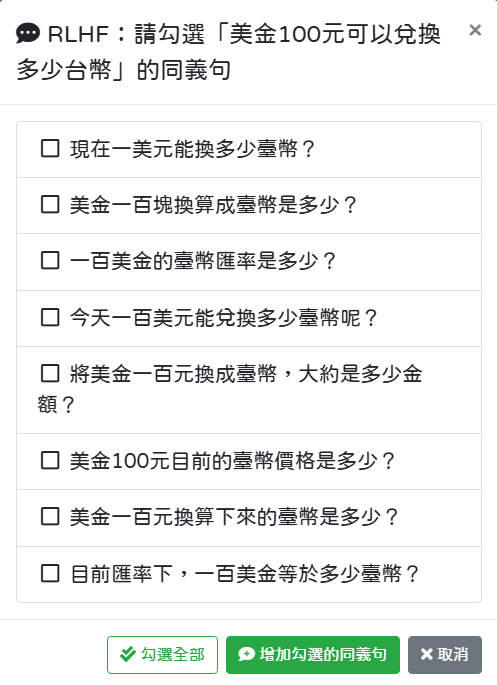 RLHF：請勾選「美金100元可以兌換
多少台幣」的同義句
×
現在一美元能換多少臺幣？
美金一百塊換算成臺幣是多少？
一百美金的臺幣匯率是多少？
今天一百美元能兌換多少臺幣呢？
將美金一百元換成臺幣，大約是多少金
額？
美金100元目前的臺幣價格是多少？
美金一百元換算下來的臺幣是多少？
目前匯率下，一百美金等於多少臺幣？
勾選全部 增加勾選的同義句 取消